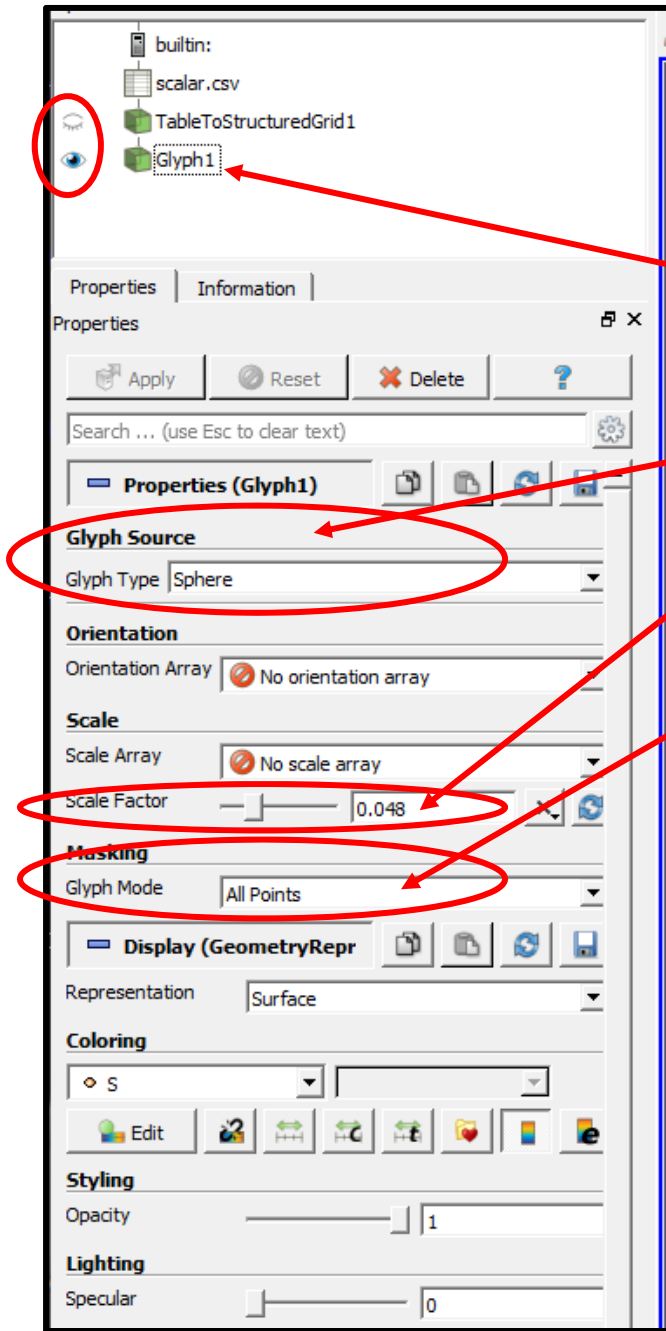 builtin:
scalar.csv
TableToStructuredGrid1
Glyph1
Properties Information
Properties
Apply Reset Delete ?
Search ... (use Esc to clear text)
Properties (Glyph1)
Glyph Source
Glyph Type Sphere
Orientation
Orientation Array No orientation array
Scale
Scale Array No scale array
Scale Factor 0.048
Masking
Glyph Mode All Points
Display (GeometryRepr
Representation Surface
Coloring
S
Edit c t e
Styling
Opacity 1
Lighting
Specular 0